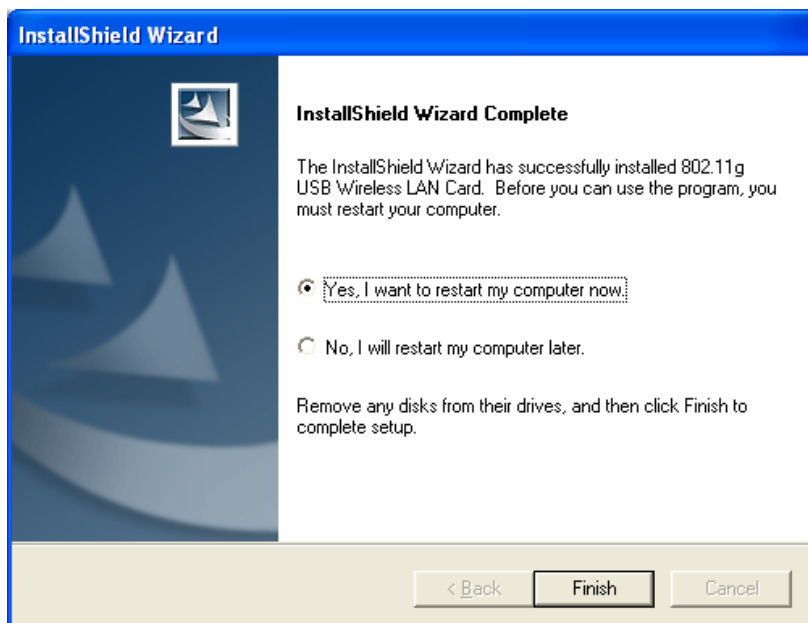 InstallShield Wizard
InstallShield Wizard Complete
The InstallShield Wizard has successfully installed 802.11g
USB Wireless LAN Card.  Before you can use the program, you
must restart your computer.
Yes, I want to restart my computer now.
No, I will restart my computer later.
Remove any disks from their drives, and then click Finish to
complete setup.
< Back Finish Cancel